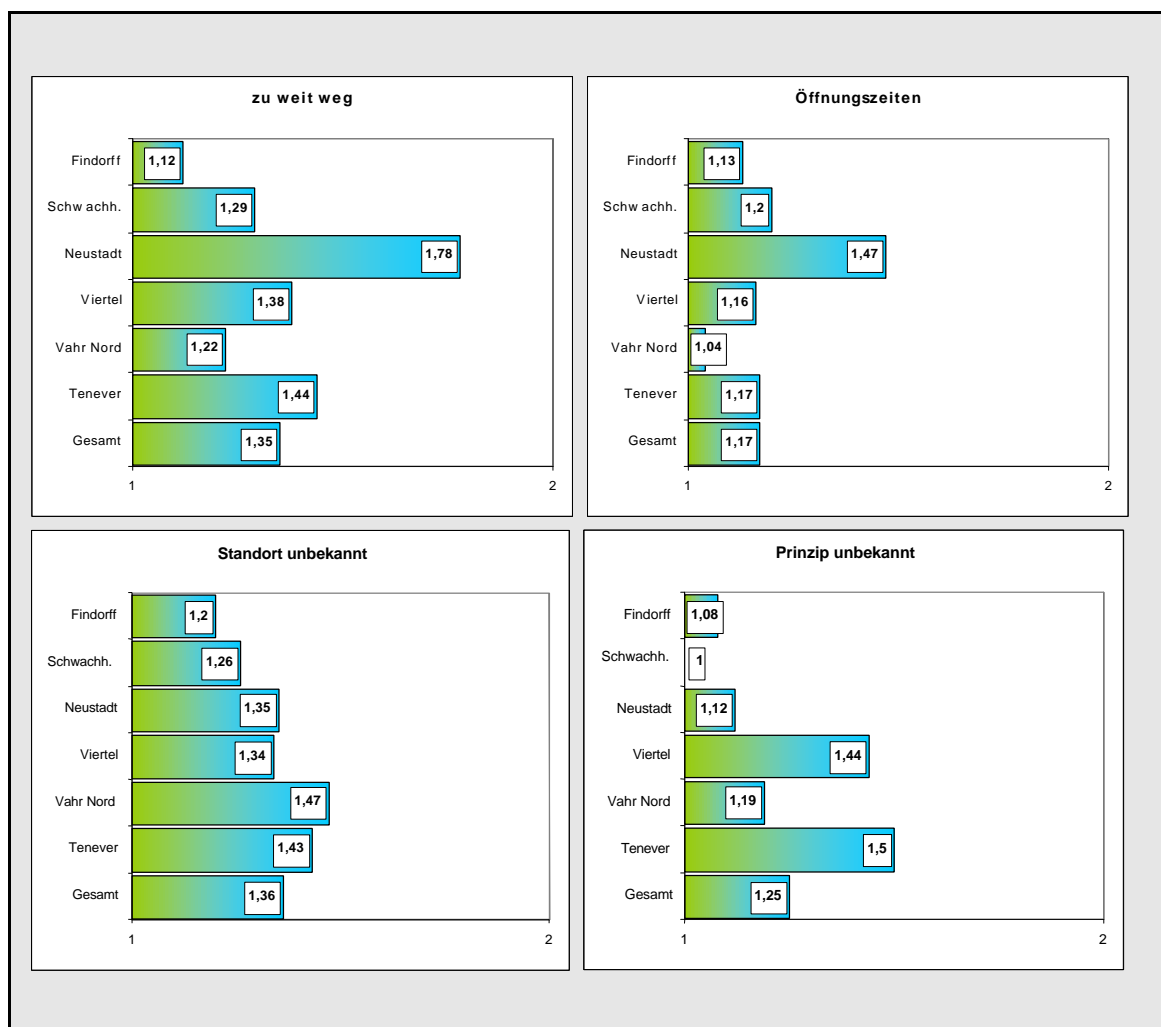 zu weit weg
Findorff 1,12
Schwachh. 1,29
Neustadt 1,78
Viertel 1,38
Vahr Nord 1,22
Tenever 1,44
Gesamt 1,35
1 2
Öffnungszeiten
Findorff 1,13
Schwachh. 1,2
Neustadt 1,47
Viertel 1,16
Vahr Nord 1,04
Tenever 1,17
Gesamt 1,17
1 2
Standort unbekannt
Findorff 1,2
Schwachh. 1,26
Neustadt 1,35
Viertel 1,34
Vahr Nord 1,47
Tenever 1,43
Gesamt 1,36
1 2
Prinzip unbekannt
Findorff 1,08
Schwachh. 1
Neustadt 1,12
Viertel 1,44
Vahr Nord 1,19
Tenever 1,5
Gesamt 1,25
1 2